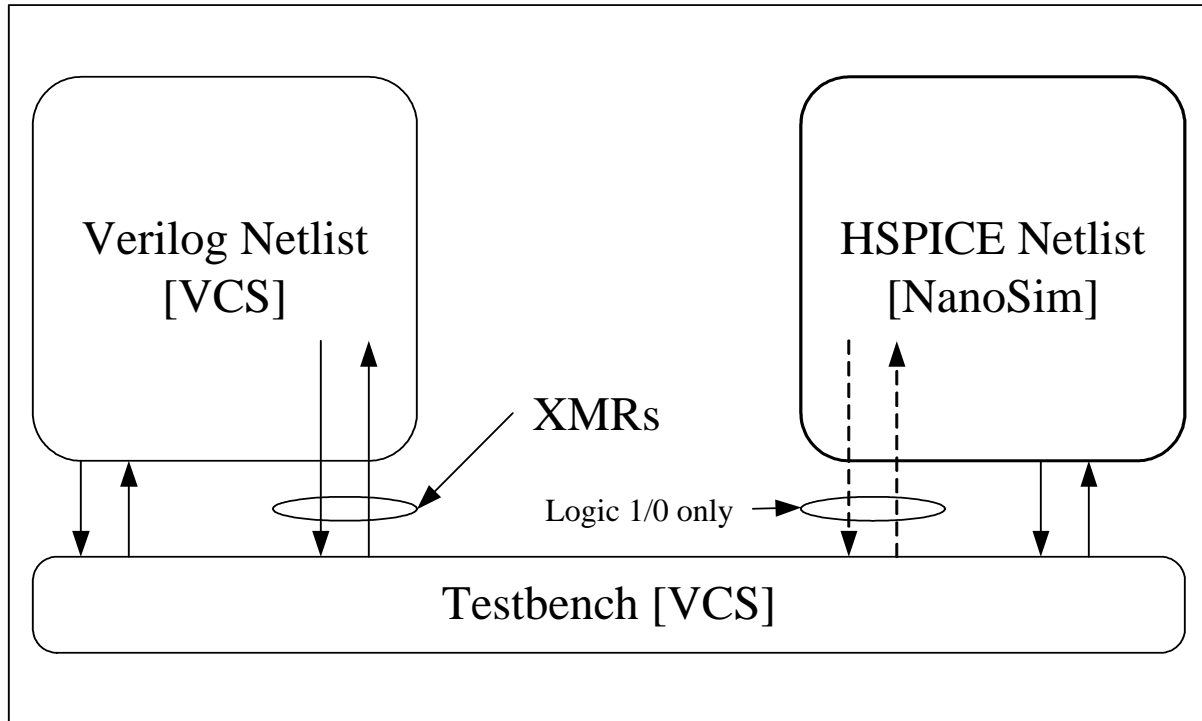 Verilog Netlist
[VCS]
HSPICE Netlist
[NanoSim]
XMRs
Logic 1/0 only
Testbench [VCS]